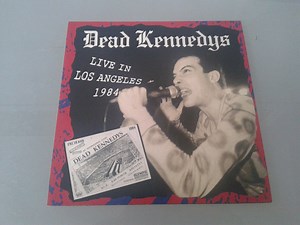 Dead Kennedys
LIVE IN
LOS ANGELES
1984
DEAD KENNEDYS